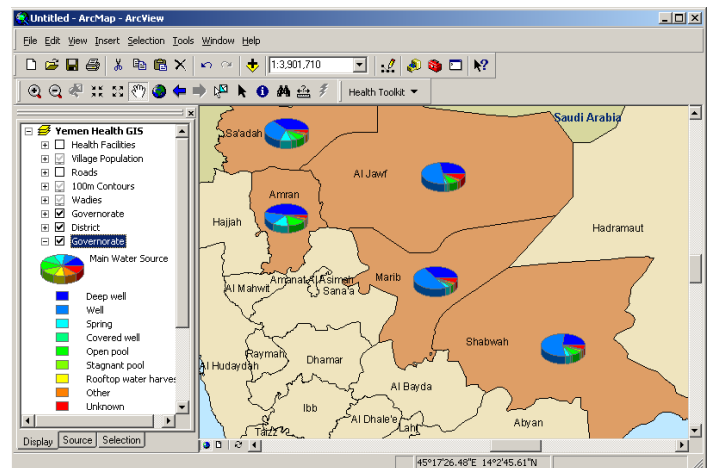 Untitled - ArcMap - ArcView
File Edit View Insert Selection Tools Window Help
1:3,901,710
Health Toolkit
Yemen Health GIS
Health Facilities
Village Population
Roads
100m Contours
Wadies
Governorate
District
Governorate
Main Water Source
Deep well
Well
Spring
Covered well
Open pool
Stagnant pool
Rooftop water harves
Other
Unknown
Display Source Selection
Saudi Arabia
Sa'adah
Al Jawf
Amran
Hajjah
Hadramaut
Marib
Amanat Al Asimah
Al Mahwit
Sana'a
Shabwah
Raymah
Dhamar
Al Hudaydah
Al Bayda
Ibb
Al Dhale'e
Abyan
Taizz
Lahj
45°17'26.48"E 14°2'45.61"N